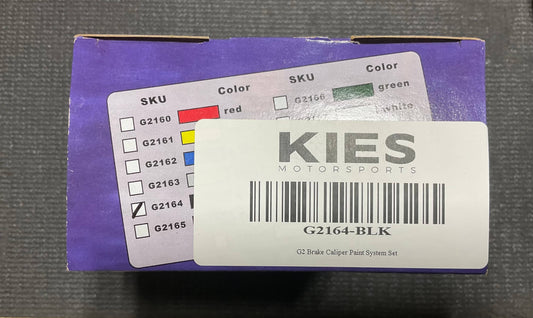 SKU Color
SKU Color
G2160 red
G2161
G2162
G2163
G2164
G2165
G2166 green
white
KIES
MOTORSPORTS
G2164-BLK
G2 Brake Caliper Paint System Set